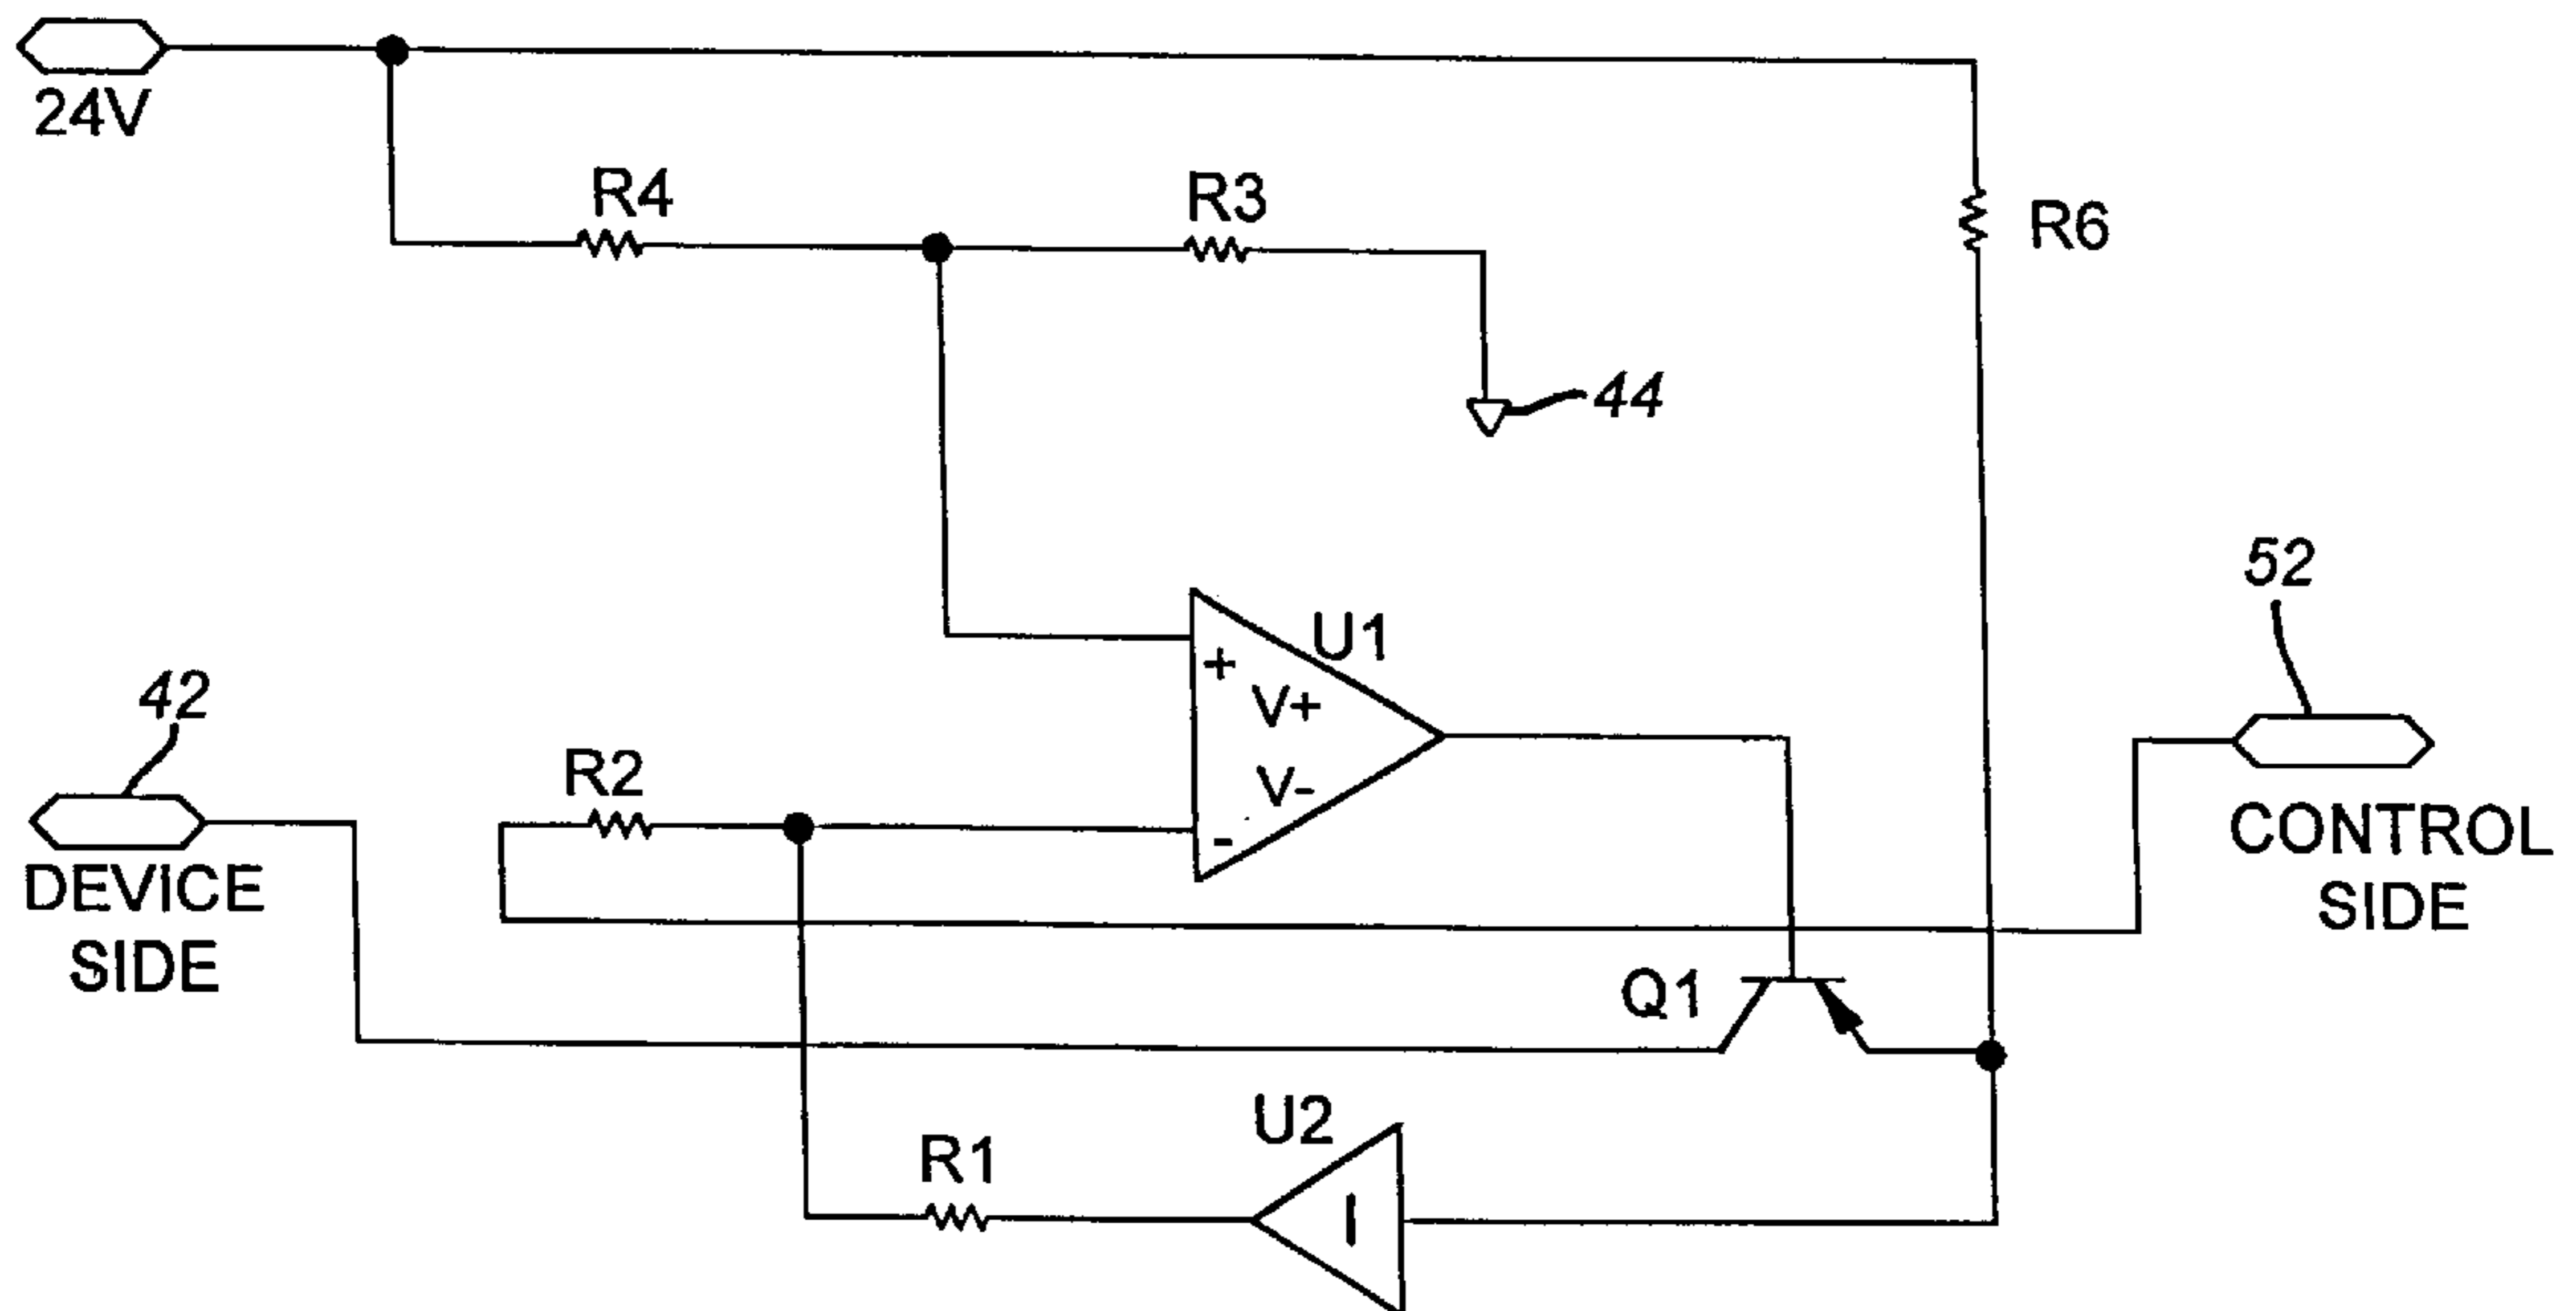 24V
R4
R3
R6
44
52
U1
+
V+
42
R2
V-
-
DEVICE
SIDE
CONTROL
SIDE
Q1
U2
R1
I